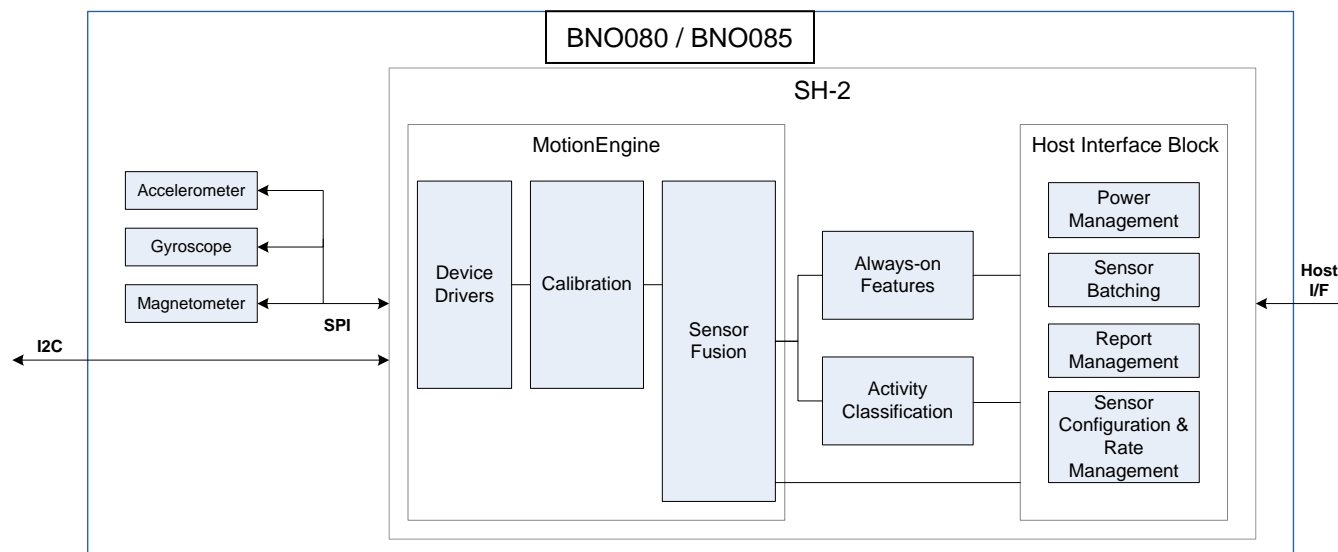 BNO080 / BNO085
SH-2
MotionEngine
Host Interface Block
Accelerometer
Gyroscope
Magnetometer
SPI
I2C
Device
Drivers
Calibration
Sensor
Fusion
Always-on
Features
Activity
Classification
Power
Management
Sensor
Batching
Report
Management
Sensor
Configuration &
Rate
Management
Host
I/F